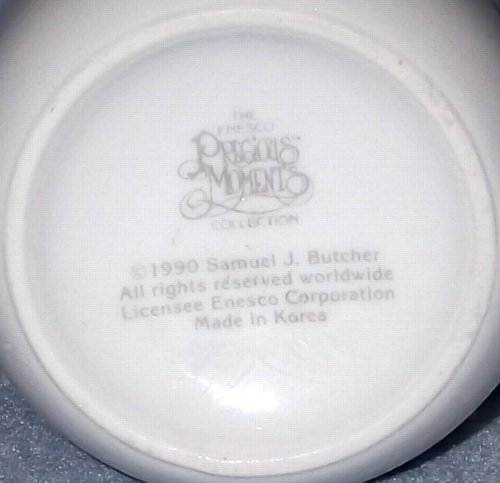 THE
ENESCO
PRECIOUS
MOMENTS
COLLECTION
©1990 Samuel J. Butcher
All rights reserved worldwide
Licensee Enesco Corporation
Made in Korea